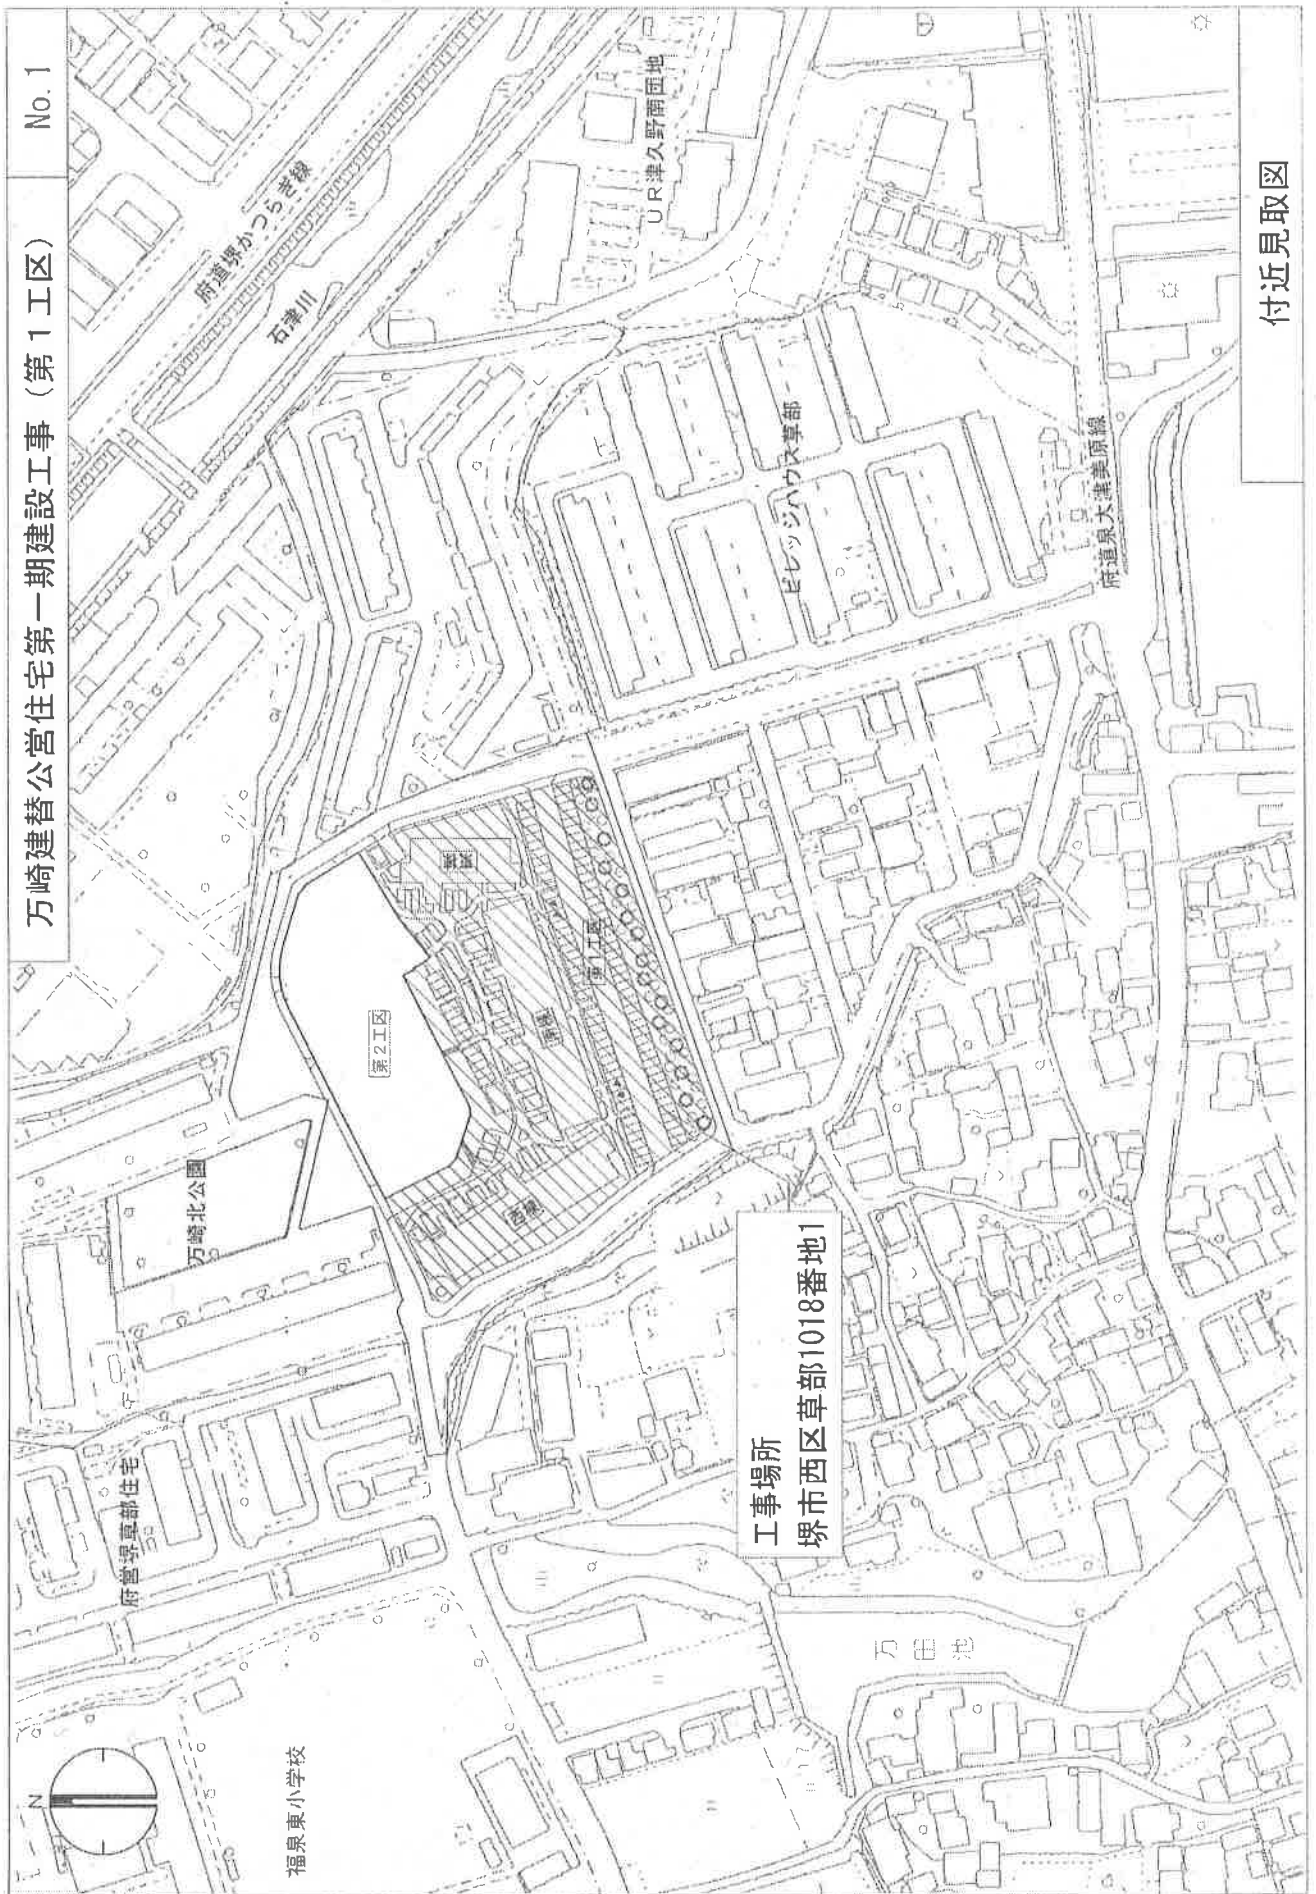 万崎建替公営住宅第一期建設工事（第１工区）
No. 1
府道堺かつらぎ線
石津川
UR津久野南団地
万崎北公園
府営堺草部住宅
福泉東小学校
N
第2工区
東棟
南棟
第1工区
西棟
ビレッジハウス草部
府道泉大津美原線
工事場所
堺市西区草部1018番地1
万田池
付近見取図